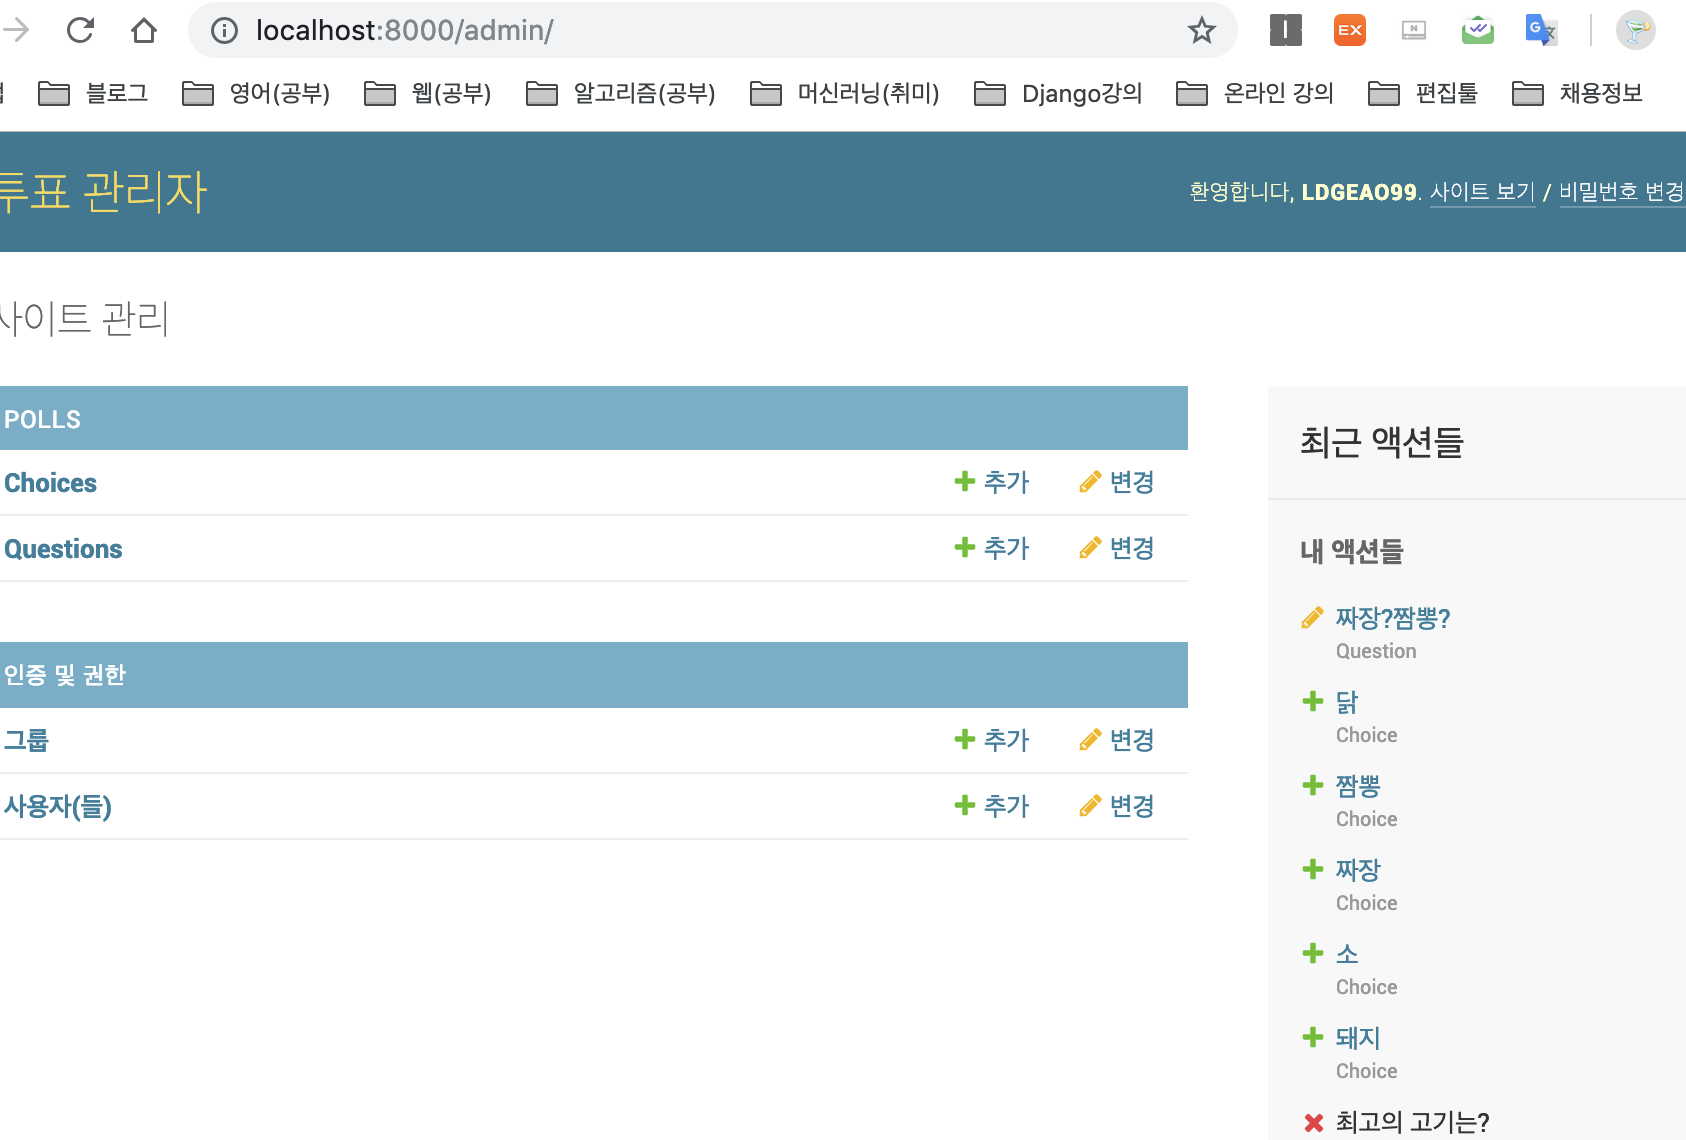 localhost:8000/admin/
블로그 영어(공부) 웹(공부) 알고리즘(공부) 머신러닝(취미) Django강의 온라인 강의 편집툴 채용정보
투표 관리자
환영합니다, LDGEAO99. 사이트 보기 / 비밀번호 변경
사이트 관리
POLLS
Choices 추가 변경
Questions 추가 변경
인증 및 권한
그룹 추가 변경
사용자(들) 추가 변경
최근 액션들
내 액션들
짜장?짬뽕?
Question
닭
Choice
짬뽕
Choice
짜장
Choice
소
Choice
돼지
Choice
최고의 고기는?